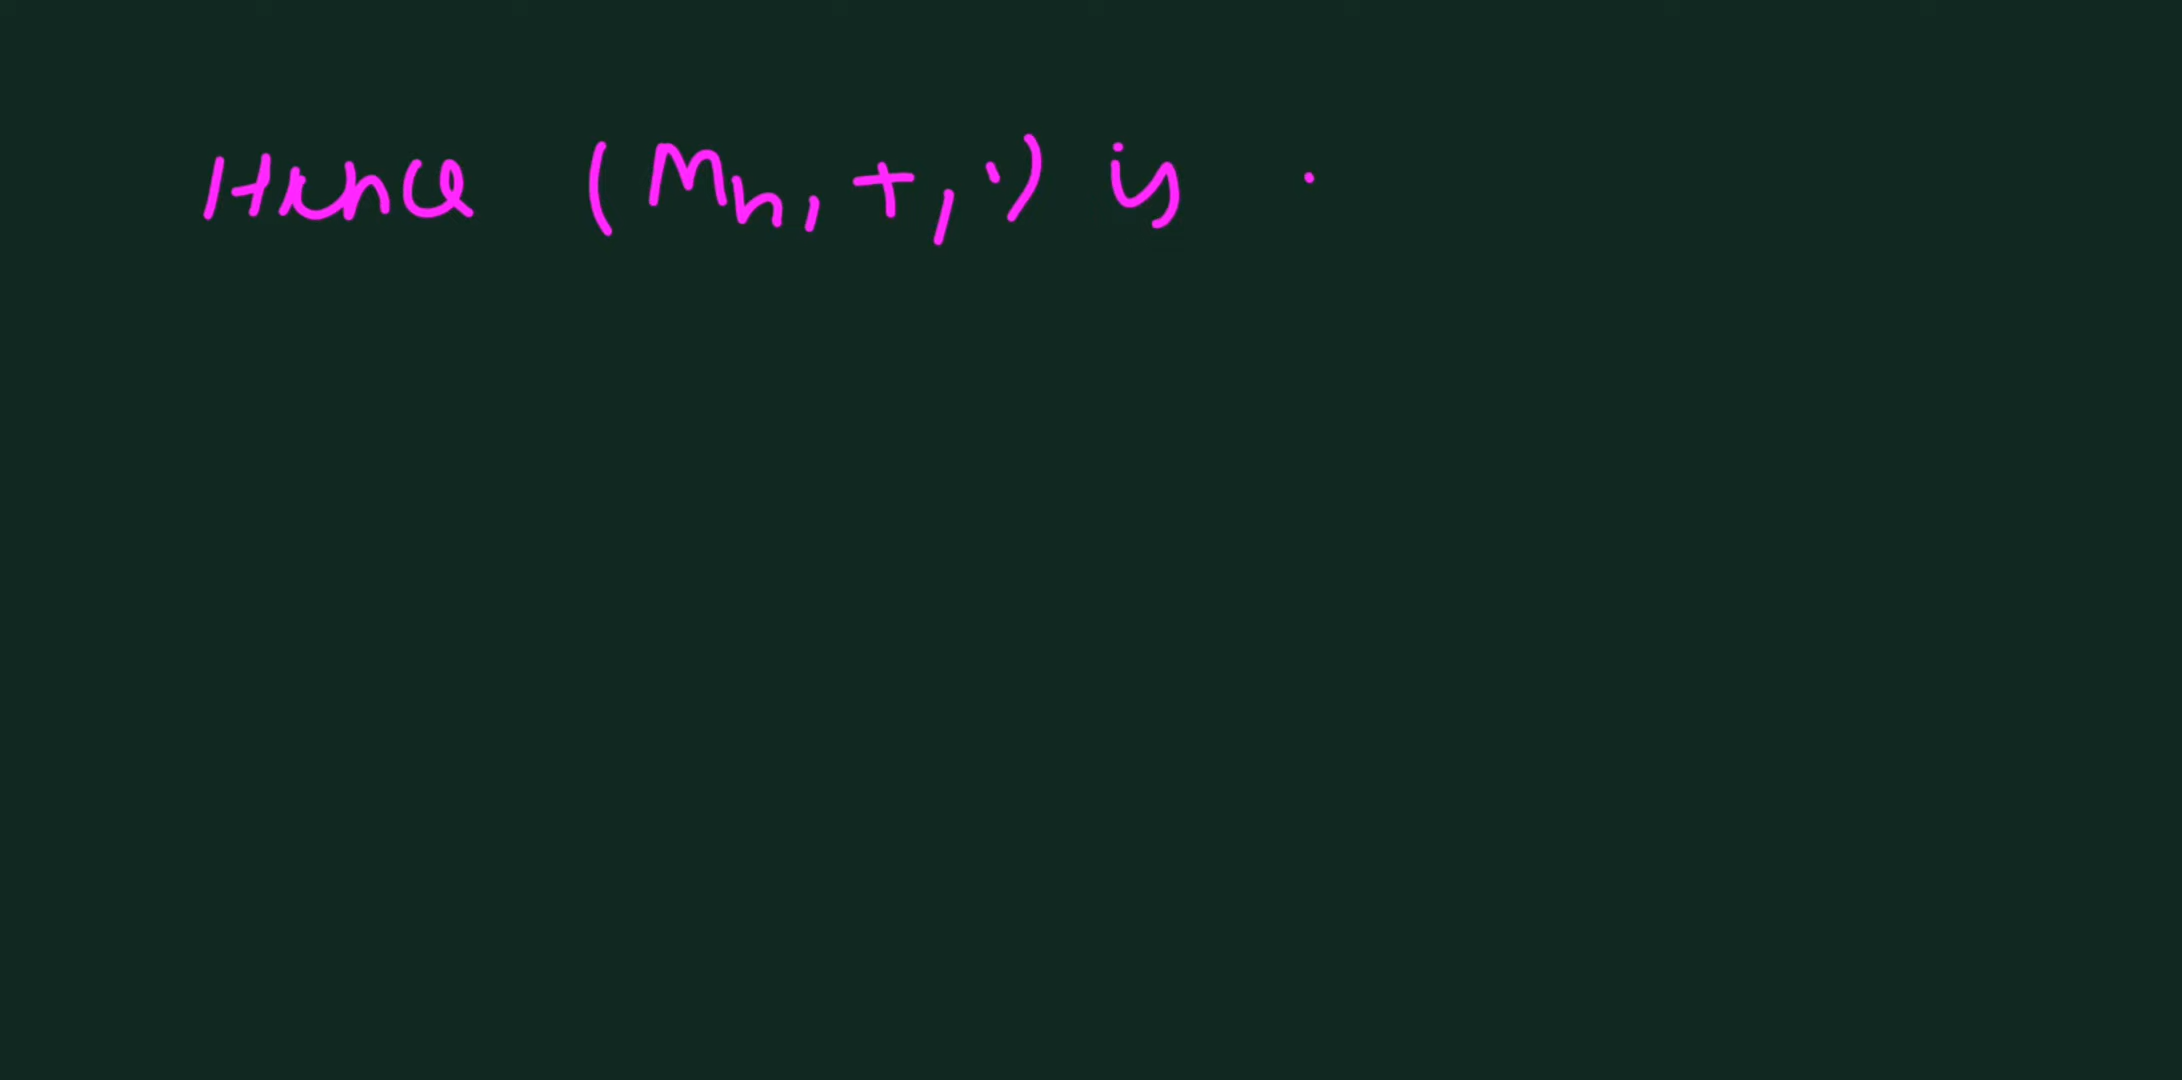 Hence (Mn, +, ·) is ·